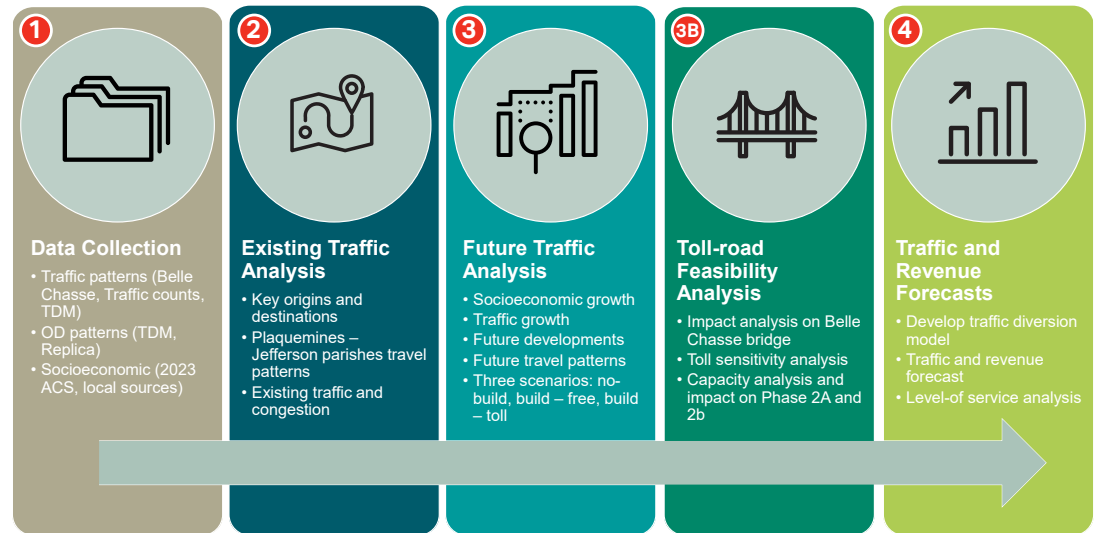 1
Data Collection
• Traffic patterns (Belle
Chasse, Traffic counts,
TDM)
• OD patterns (TDM,
Replica)
• Socioeconomic (2023
ACS, local sources)
2
Existing Traffic
Analysis
• Key origins and
destinations
• Plaquemines –
Jefferson parishes travel
patterns
• Existing traffic and
congestion
3
Future Traffic
Analysis
• Socioeconomic growth
• Traffic growth
• Future developments
• Future travel patterns
• Three scenarios: no-
build, build – free, build
– toll
3B
Toll-road
Feasibility
Analysis
• Impact analysis on Belle
Chasse bridge
• Toll sensitivity analysis
• Capacity analysis and
impact on Phase 2A and
2b
4
Traffic and
Revenue
Forecasts
• Develop traffic diversion
model
• Traffic and revenue
forecast
• Level-of service analysis